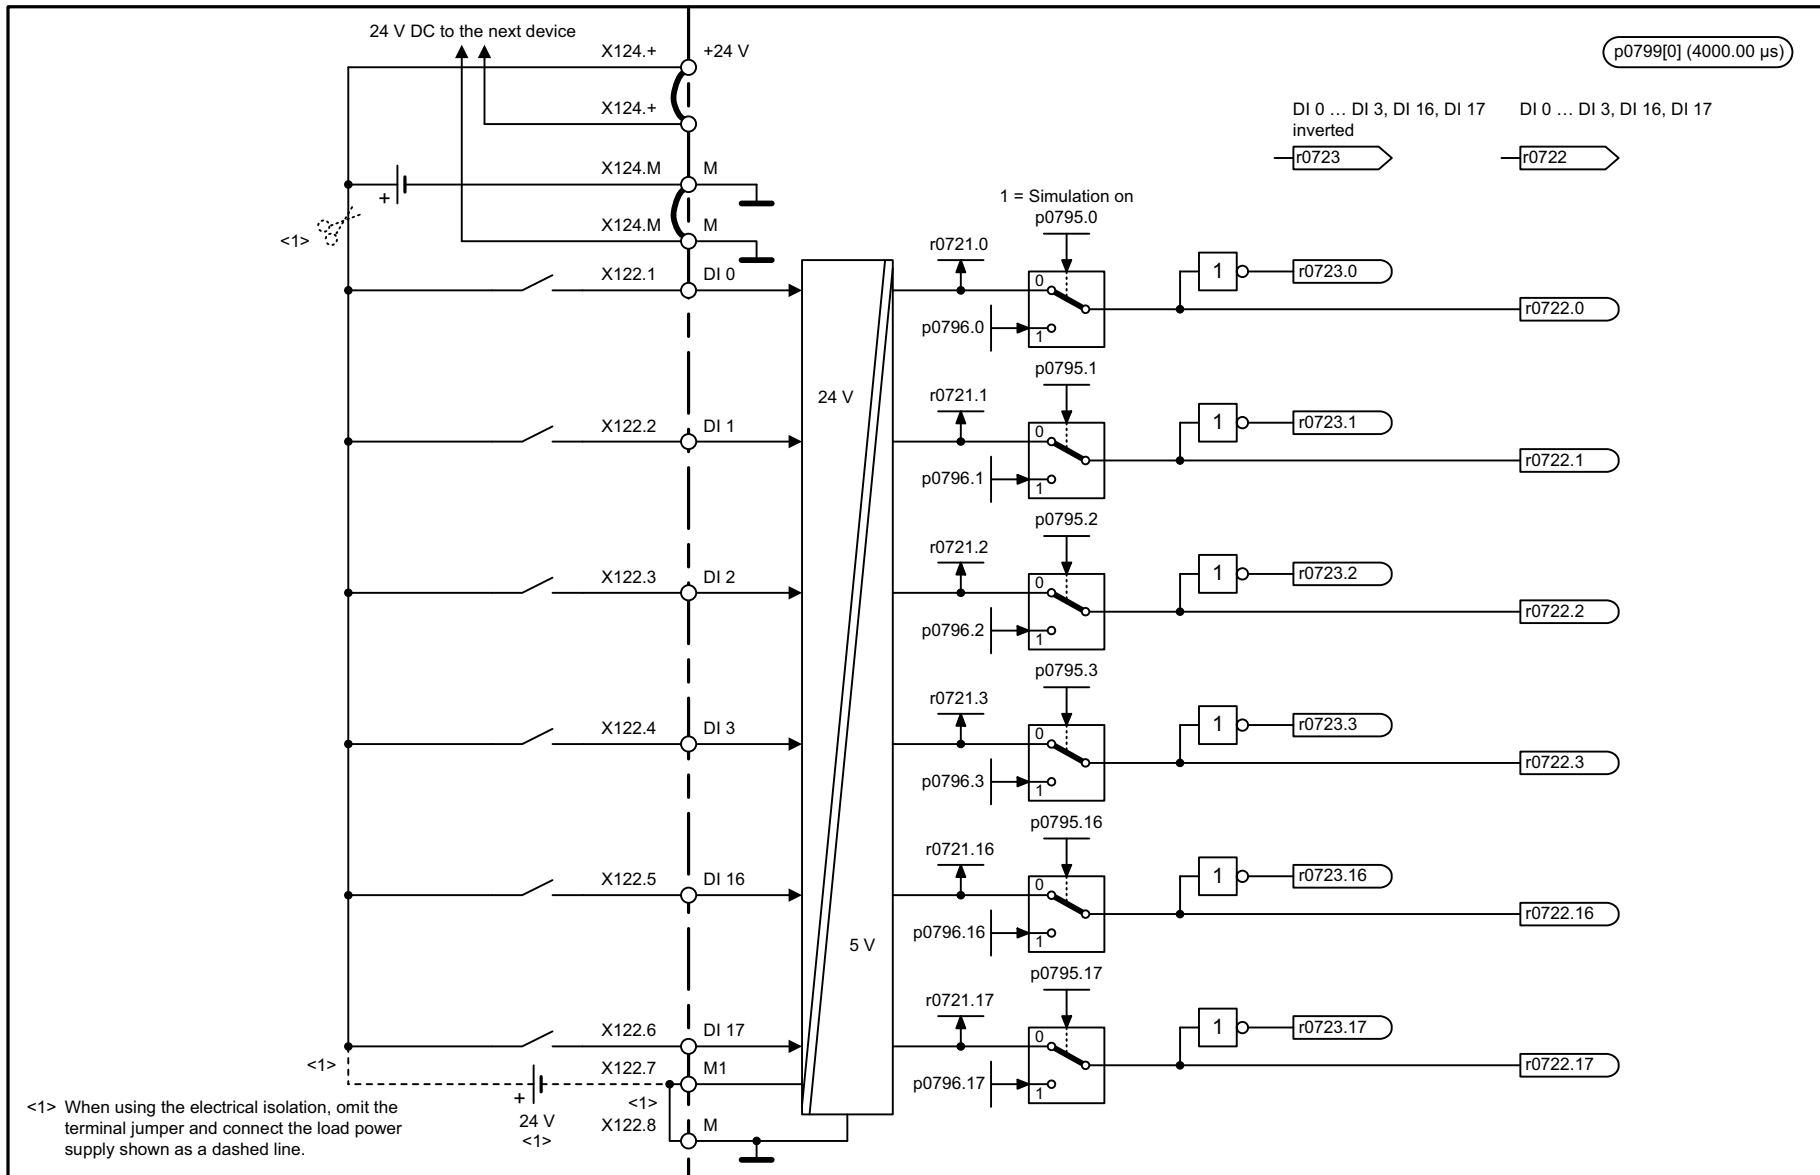 24 V DC to the next device
X124.+
+24 V
p0799[0] (4000.00 µs)
X124.+
DI 0 … DI 3, DI 16, DI 17
inverted
DI 0 … DI 3, DI 16, DI 17
r0723
r0722
X124.M
M
+
1 = Simulation on
p0795.0
X124.M
M
<1>
r0721.0
X122.1
DI 0
0
1
r0723.0
r0722.0
p0796.0
1
p0795.1
24 V
r0721.1
X122.2
DI 1
0
1
r0723.1
r0722.1
p0796.1
1
p0795.2
r0721.2
X122.3
DI 2
0
1
r0723.2
r0722.2
p0796.2
1
p0795.3
r0721.3
X122.4
DI 3
0
1
r0723.3
r0722.3
p0796.3
1
p0795.16
r0721.16
X122.5
DI 16
0
1
r0723.16
r0722.16
p0796.16
1
5 V
p0795.17
r0721.17
X122.6
DI 17
0
1
r0723.17
<1>
X122.7
M1
r0722.17
p0796.17
1
+
24 V
<1>
<1>
X122.8
M
<1> When using the electrical isolation, omit the
terminal jumper and connect the load power
supply shown as a dashed line.